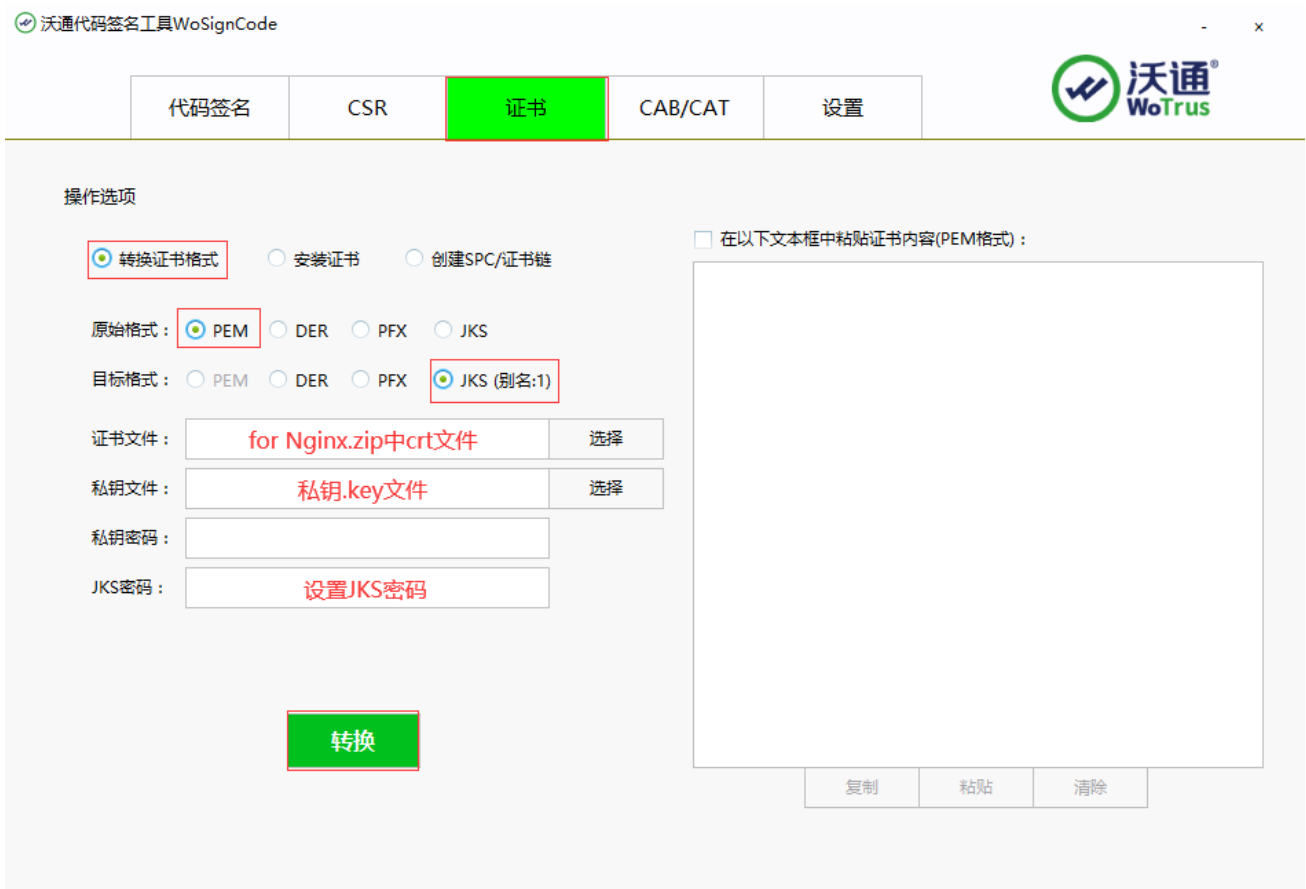 沃通代码签名工具WoSignCode
- x
代码签名 CSR 证书 CAB/CAT 设置
沃通®
WoTrus
操作选项
转换证书格式 安装证书 创建SPC/证书链
原始格式： PEM DER PFX JKS
目标格式： PEM DER PFX JKS (别名:1)
证书文件： for Nginx.zip中crt文件 选择
私钥文件： 私钥.key文件 选择
私钥密码：
JKS密码： 设置JKS密码
转换
在以下文本框中粘贴证书内容(PEM格式)：
复制 粘贴 清除